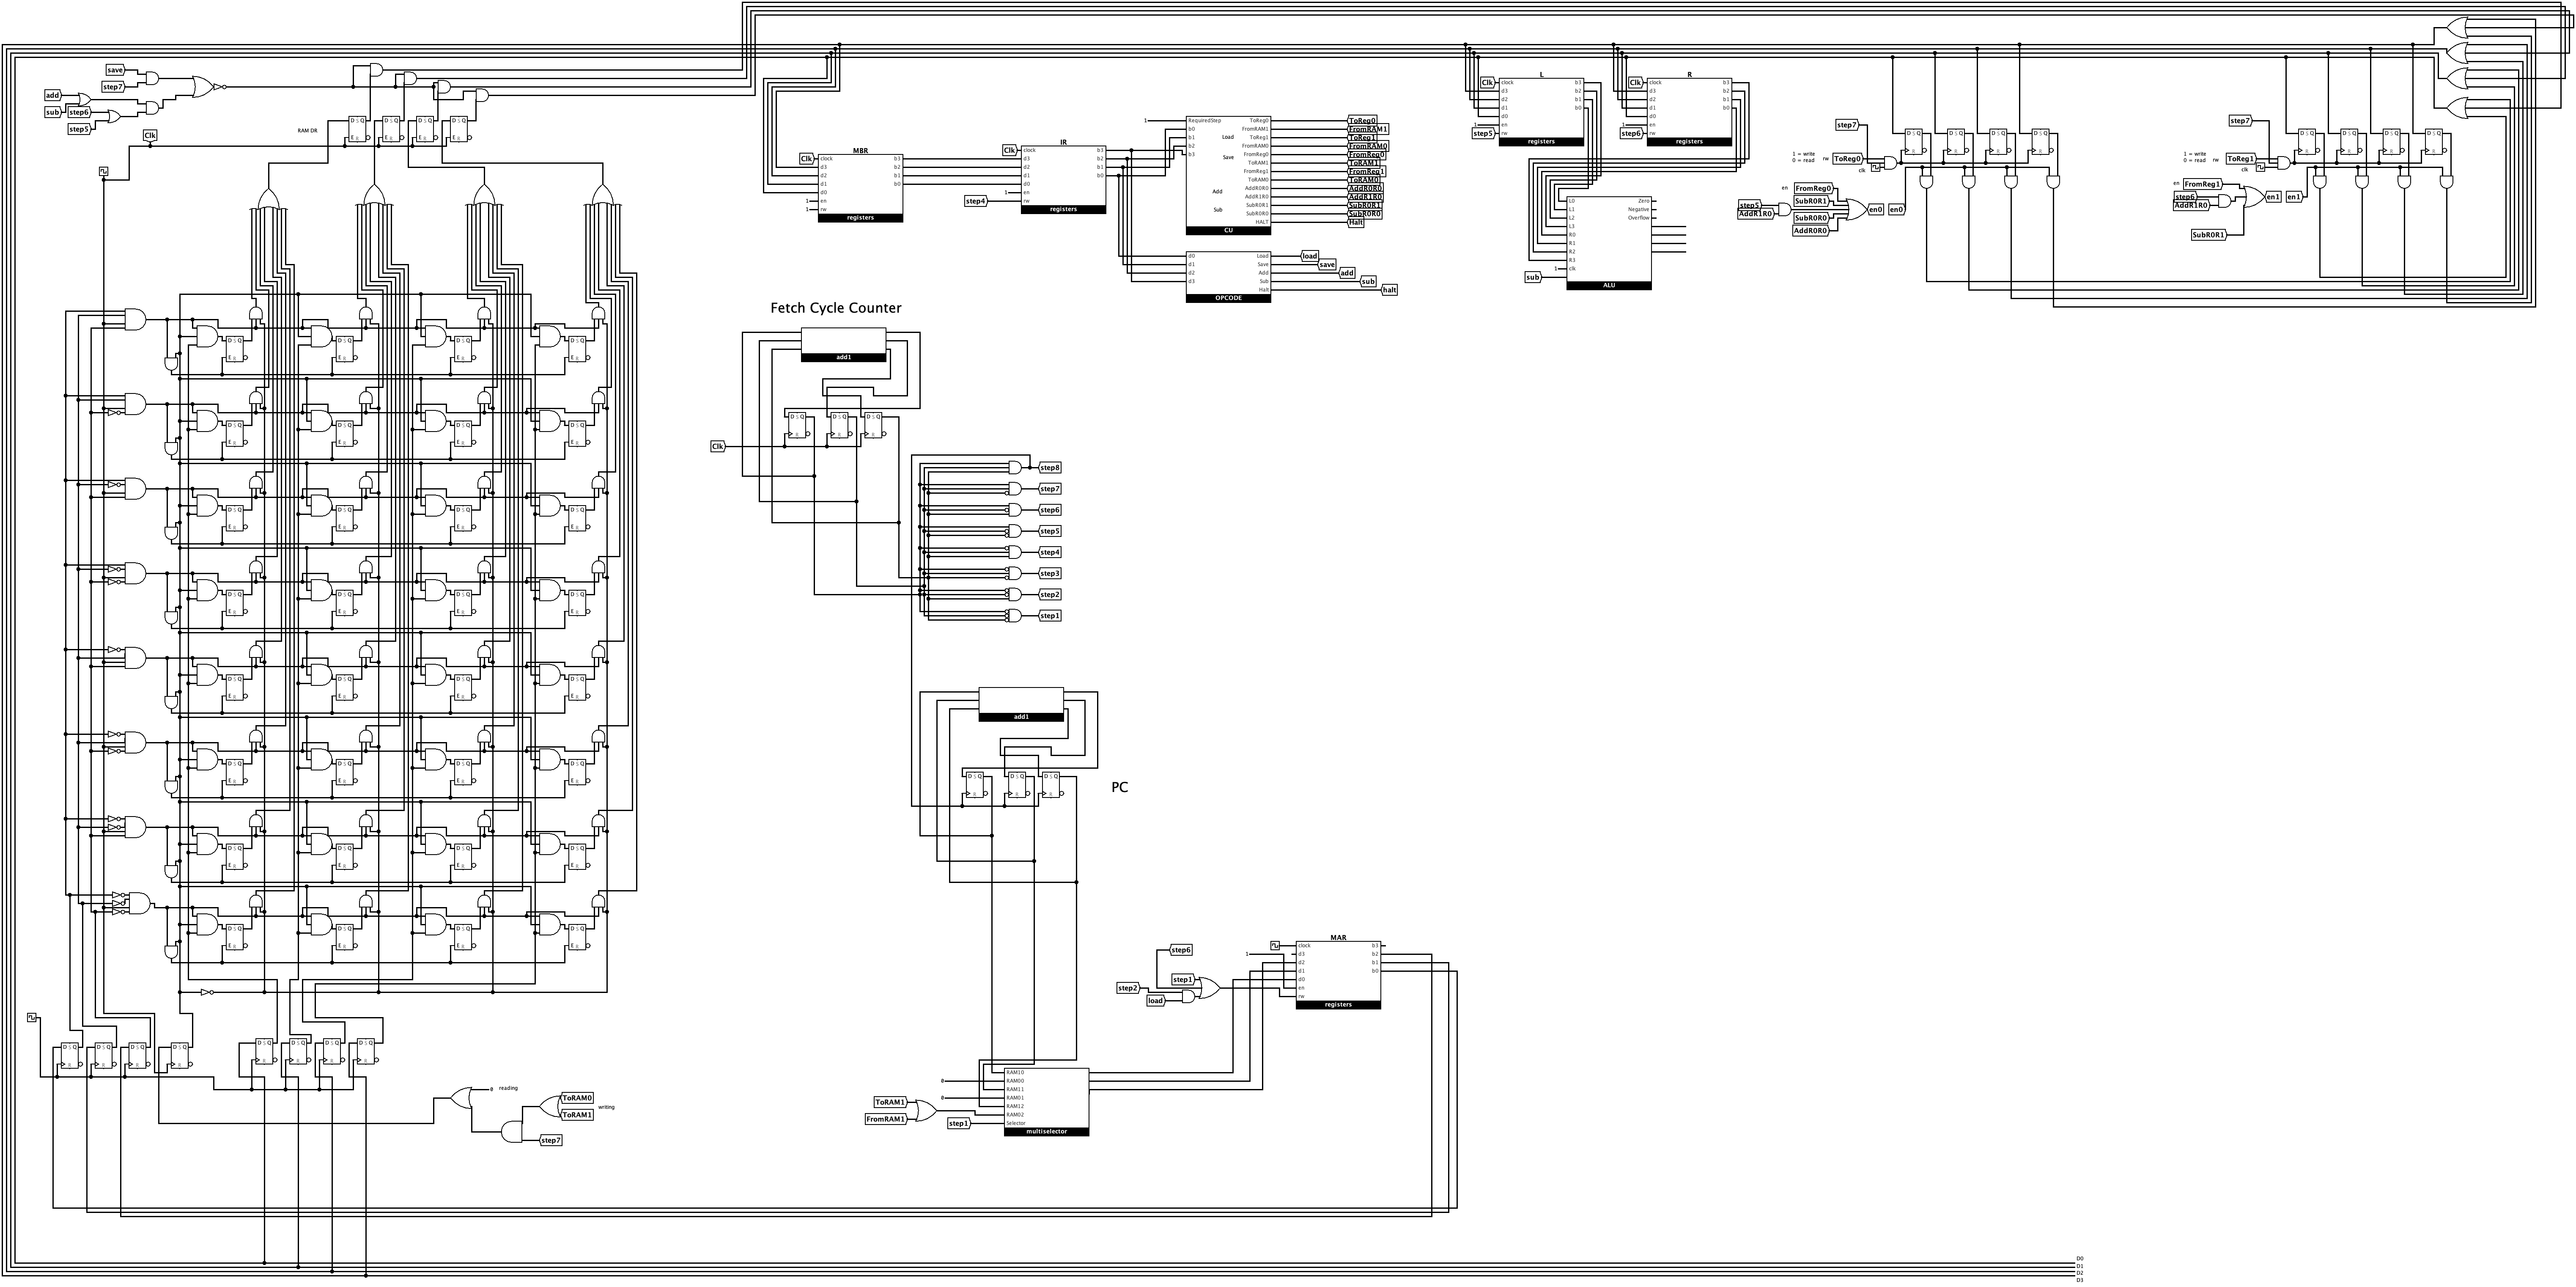 save
step7
add
sub
step6
step5
Clk
RAM DR
MBR
Clk
clock
d3
d2
d1
d0
en
rw
b3
b2
b1
b0
1
1
registers
IR
Clk
clock
d3
d2
d1
d0
en
rw
b3
b2
b1
b0
1
step4
registers
1
RequiredStep
b0
b1
b2
b3
Load
Save
Add
Sub
ToReg0
FromRAM1
ToReg1
FromRAM0
FromReg0
ToRAM1
FromReg1
ToRAM0
AddR0R0
AddR1R0
SubR0R1
SubR0R0
HALT
CU
ToReg0
FromRAM1
ToReg1
FromRAM0
FromReg0
ToRAM1
FromReg1
ToRAM0
AddR0R0
AddR1R0
SubR0R1
SubR0R0
Halt
d0
d1
d2
d3
Load
Save
Add
Sub
Halt
OPCODE
load
save
add
sub
halt
L
Clk
clock
d3
d2
d1
d0
en
rw
b3
b2
b1
b0
1
step5
registers
R
Clk
clock
d3
d2
d1
d0
en
rw
b3
b2
b1
b0
1
step6
registers
L0
L1
L2
L3
R0
R1
R2
R3
clk
Zero
Negative
Overflow
1
sub
ALU
step7
1 = write
0 = read
rw
ToReg0
clk
en
FromReg0
SubR0R1
step5
AddR1R0
SubR0R0
AddR0R0
en0
en0
step7
1 = write
0 = read
rw
ToReg1
clk
en
FromReg1
step6
AddR1R0
SubR0R1
en1
en1
Fetch Cycle Counter
add1
Clk
step8
step7
step6
step5
step4
step3
step2
step1
add1
PC
MAR
step6
step1
step2
load
1
clock
d3
d2
d1
d0
en
rw
b3
b2
b1
b0
registers
RAM10
RAM00
RAM11
RAM01
RAM12
RAM02
Selector
multiselector
0
0
ToRAM1
FromRAM1
step1
0 reading
ToRAM0
ToRAM1
writing
step7
D0
D1
D2
D3